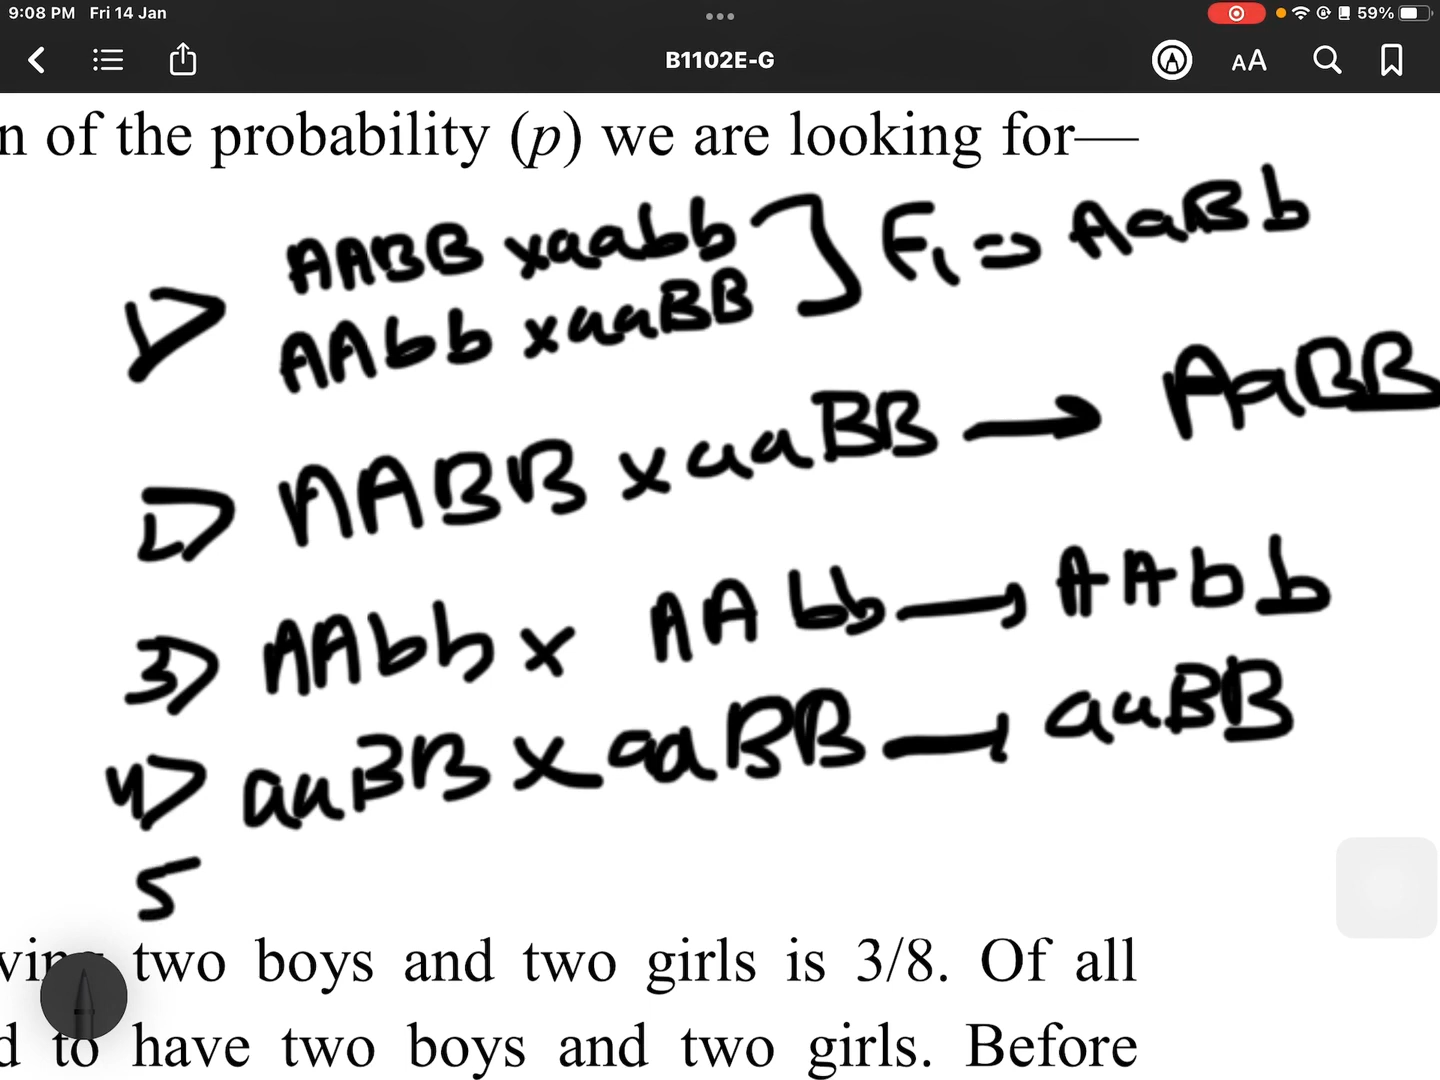 9:08 PM Fri 14 Jan
59%
B1102E-G
AA
n of the probability (p) we are looking for—
1) AABB x aabb
AAbb x aaBB ] F1 => AaBb
2) AABB x aaBB → AaBB
3) AAbb x AAbb → AAbb
4) aaBB x aaBB → aaBB
5
two boys and two girls is 3/8. Of all
d to have two boys and two girls. Before